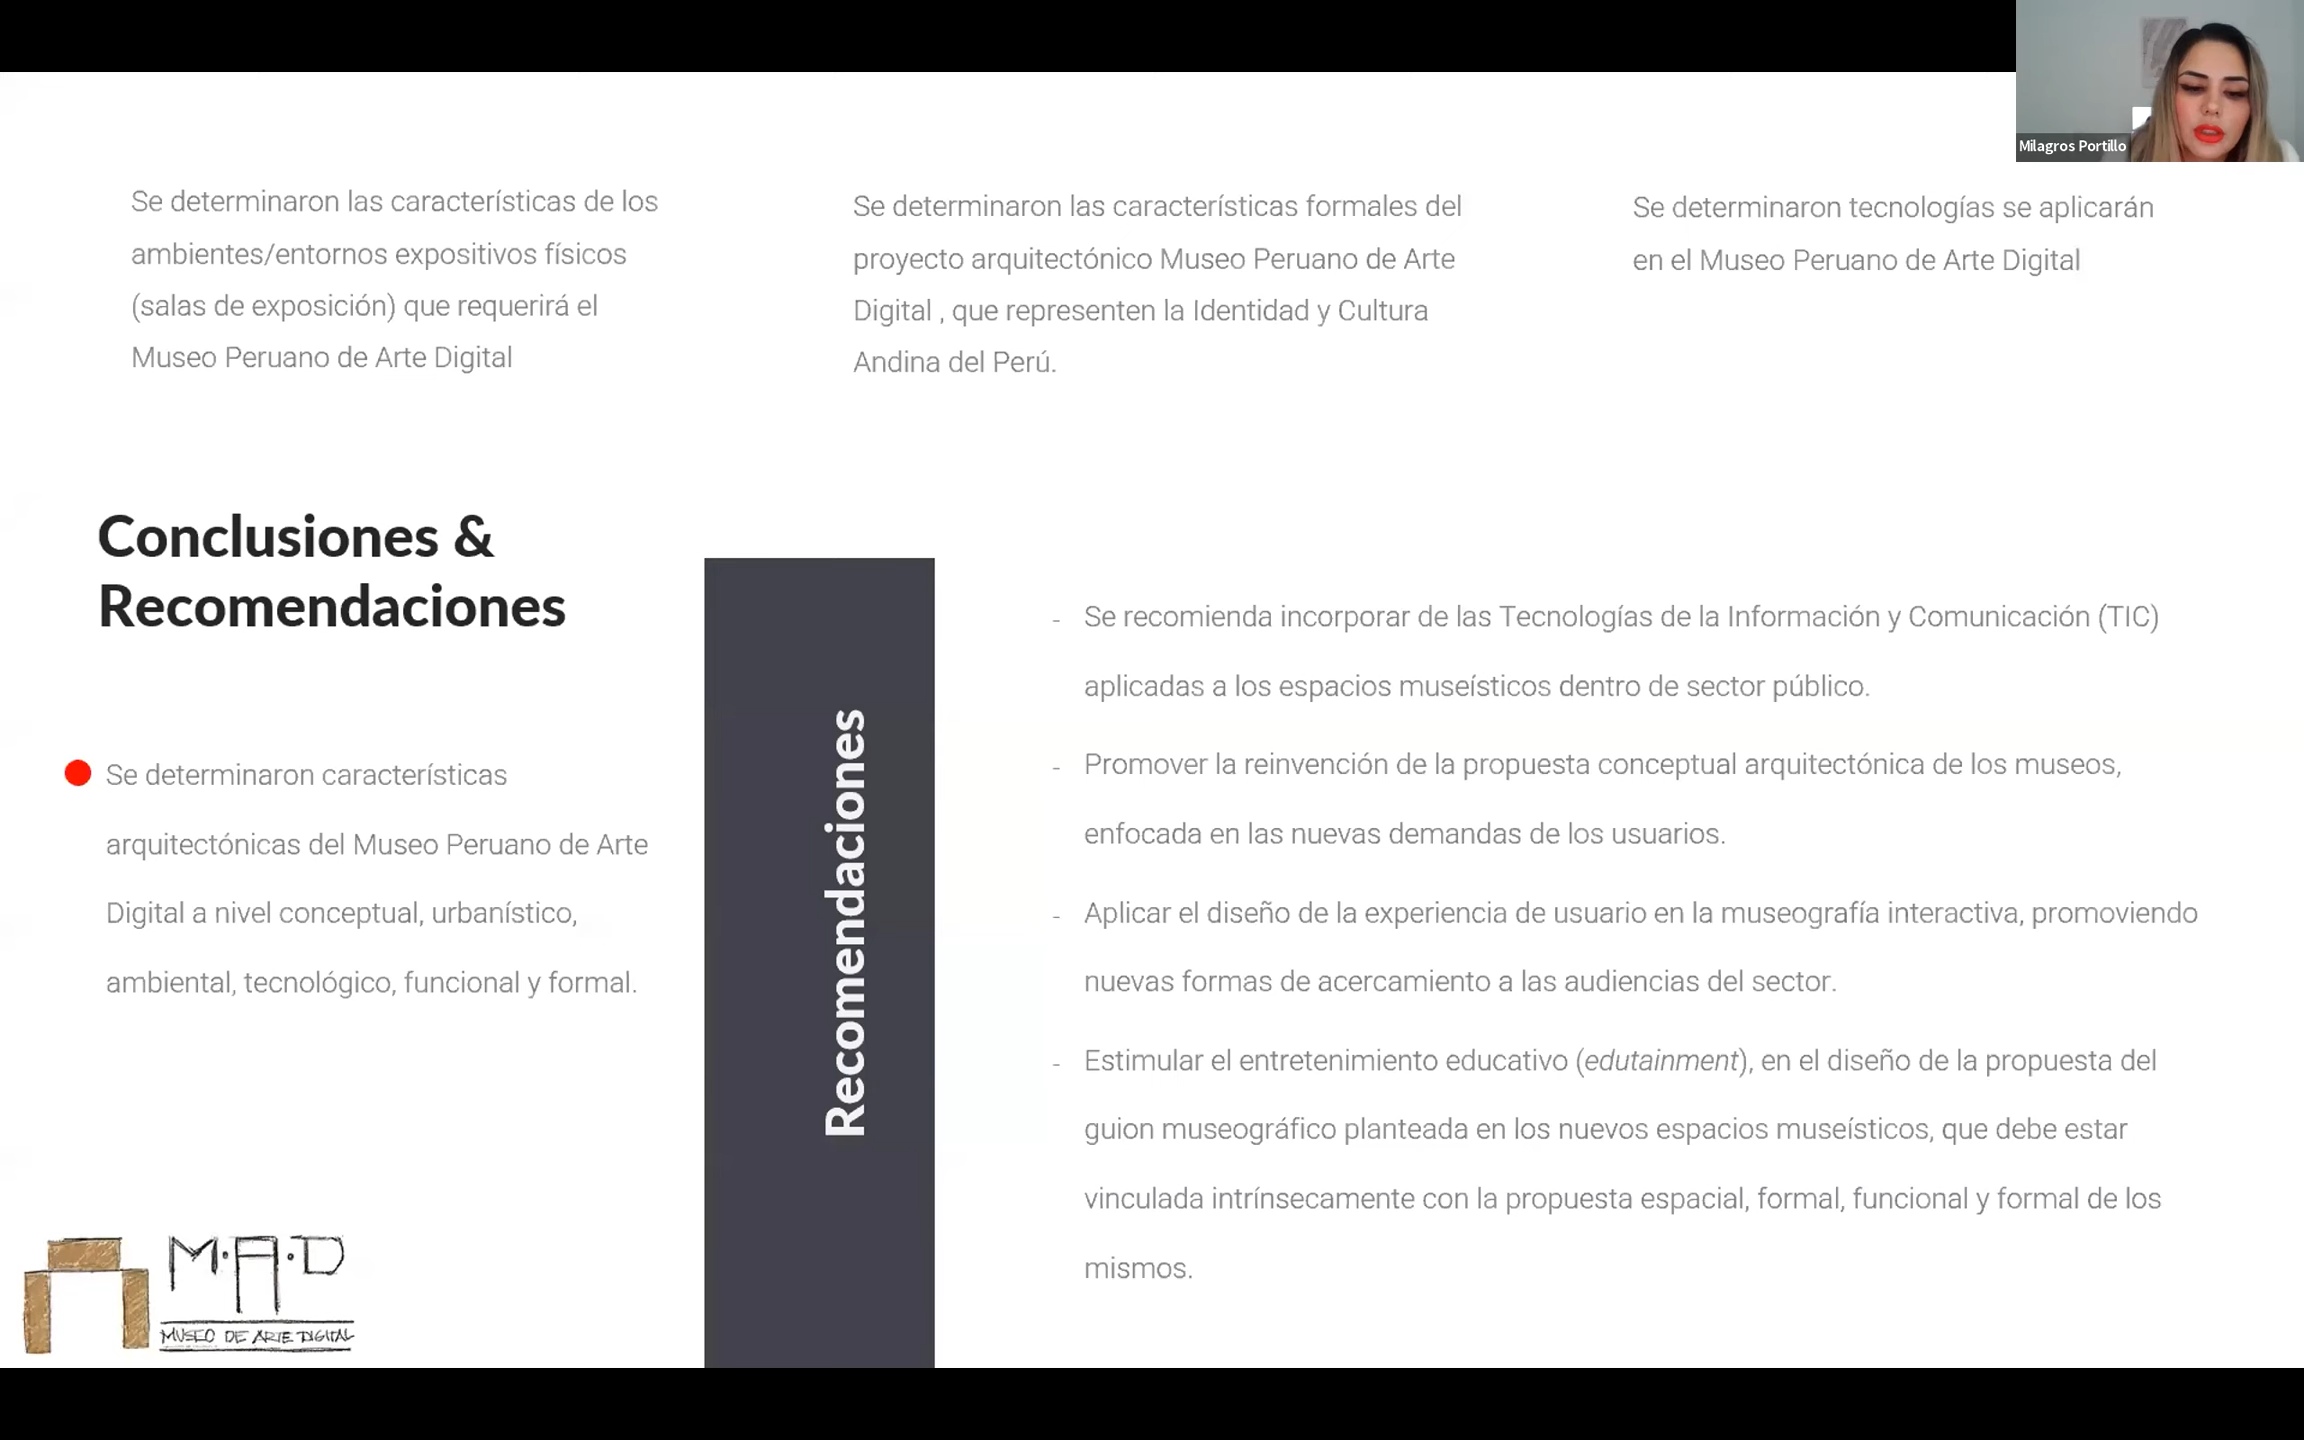 Milagros Portillo
Se determinaron las características de los
ambientes/entornos expositivos físicos
(salas de exposición) que requerirá el
Museo Peruano de Arte Digital
Se determinaron las características formales del
proyecto arquitectónico Museo Peruano de Arte
Digital , que representen la Identidad y Cultura
Andina del Perú.
Se determinaron tecnologías se aplicarán
en el Museo Peruano de Arte Digital
Conclusiones &
Recomendaciones
Se determinaron características
arquitectónicas del Museo Peruano de Arte
Digital a nivel conceptual, urbanístico,
ambiental, tecnológico, funcional y formal.
Recomendaciones
- Se recomienda incorporar de las Tecnologías de la Información y Comunicación (TIC)
aplicadas a los espacios museísticos dentro de sector público.
- Promover la reinvención de la propuesta conceptual arquitectónica de los museos,
enfocada en las nuevas demandas de los usuarios.
- Aplicar el diseño de la experiencia de usuario en la museografía interactiva, promoviendo
nuevas formas de acercamiento a las audiencias del sector.
- Estimular el entretenimiento educativo (edutainment), en el diseño de la propuesta del
guion museográfico planteada en los nuevos espacios museísticos, que debe estar
vinculada intrínsecamente con la propuesta espacial, formal, funcional y formal de los
mismos.
M.A.D
MUSEO DE ARTE DIGITAL